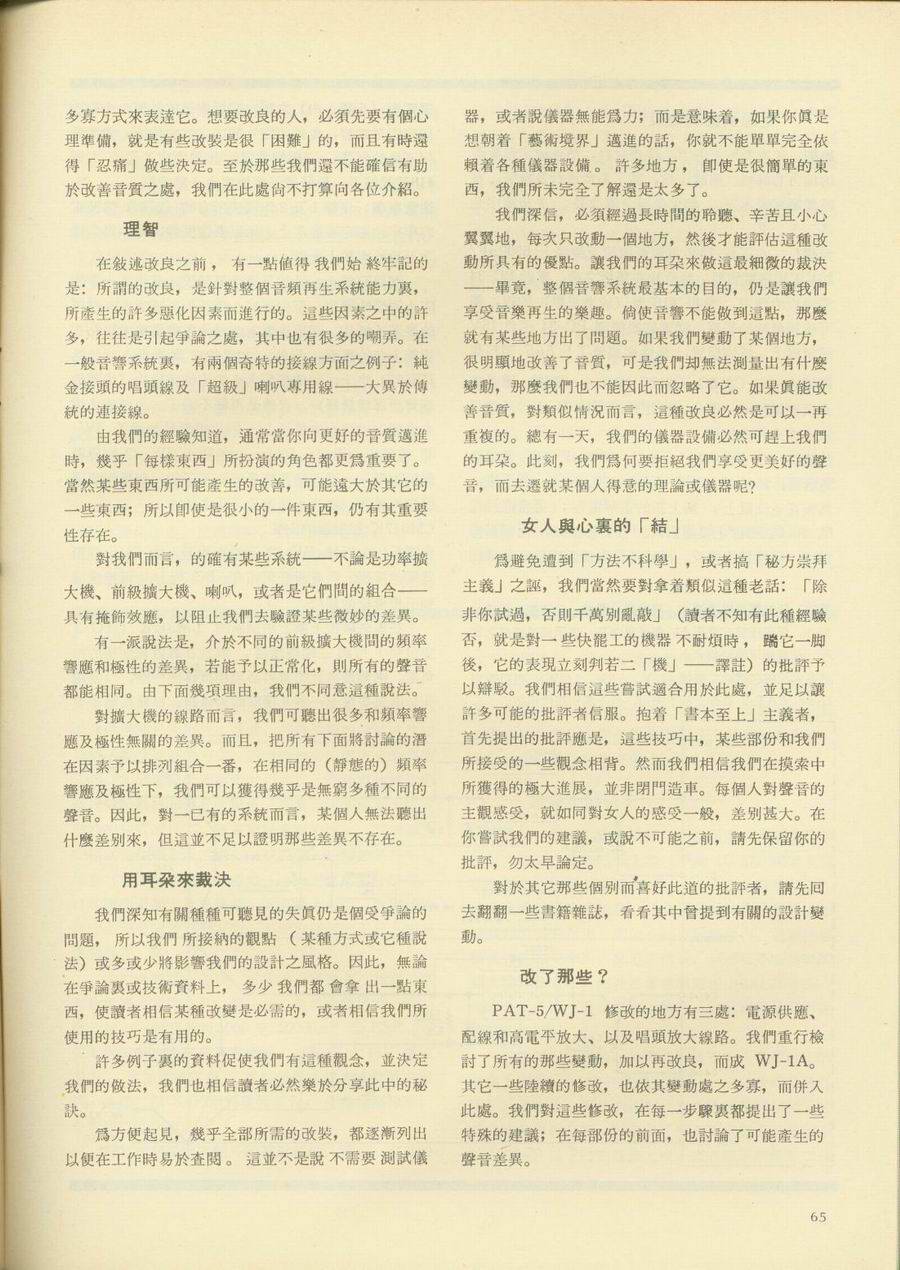 多寡方式來表達它。想要改良的人，必須先要有個心
理準備，就是有些改裝是很「困難」的，而且有時還
得「忍痛」做些決定。至於那些我們還不能確信有助
於改善音質之處，我們在此處尙不打算向各位介紹。
理智
在敍述改良之前，有一點値得我們始終牢記的
是：所謂的改良，是針對整個音頻再生系統能力裏，
所產生的許多惡化因素而進行的。這些因素之中的許
多，往往是引起爭論之處，其中也有很多的嘲弄。在
一般音響系統裏，有兩個奇特的接線方面之例子：純
金接頭的唱頭線及「超級」喇叭專用線——大異於傳
統的連接線。
由我們的經驗知道，通常當你向更好的音質邁進
時，幾乎「每樣東西」所扮演的角色都更爲重要了。
當然某些東西所可能產生的改善，可能遠大於其它的
一些東西；所以卽使是很小的一件東西，仍有其重要
性存在。
對我們而言，的確有某些系統——不論是功率擴
大機、前級擴大機、喇叭，或者是它們間的組合——
具有掩飾效應，以阻止我們去驗證某些微妙的差異。
有一派說法是，介於不同的前級擴大機間的頻率
響應和極性的差異，若能予以正常化，則所有的聲音
都能相同。由下面幾項理由，我們不同意這種說法。
對擴大機的線路而言，我們可聽出很多和頻率響
應及極性無關的差異。而且，把所有下面將討論的潛
在因素予以排列組合一番，在相同的（靜態的）頻率
響應及極性下，我們可以獲得幾乎是無窮多種不同的
聲音。因此，對一已有的系統而言，某個人無法聽出
什麼差別來，但這並不足以證明那些差異不存在。
用耳朶來裁決
我們深知有關種種可聽見的失眞仍是個受爭論的
問題，所以我們所接納的觀點（某種方式或它種說
法）或多或少將影響我們的設計之風格。因此，無論
在爭論裏或技術資料上，多少我們都會拿出一點東
西，使讀者相信某種改變是必需的，或者相信我們所
使用的技巧是有用的。
許多例子裏的資料促使我們有這種觀念，並決定
我們的做法，我們也相信讀者必然樂於分享此中的秘
訣。
爲方便起見，幾乎全部所需的改裝，都逐漸列出
以便在工作時易於查閱。這並不是說不需要測試儀
器，或者說儀器無能爲力；而是意味着，如果你眞是
想朝着「藝術境界」邁進的話，你就不能單單完全依
賴着各種儀器設備。許多地方，卽使是很簡單的東
西，我們所未完全了解還是太多了。
我們深信，必須經過長時間的聆聽、辛苦且小心
翼翼地，每次只改動一個地方，然後才能評估這種改
動所具有的優點。讓我們的耳朶來做這最細微的裁決
——畢竟，整個音響系統最基本的目的，仍是讓我們
享受音樂再生的樂趣。倘使音響不能做到這點，那麼
就有某些地方出了問題。如果我們變動了某個地方，
很明顯地改善了音質，可是我們却無法測量出有什麼
變動，那麼我們也不能因此而忽略了它。如果眞能改
善音質，對類似情況而言，這種改良必然是可以一再
重複的。總有一天，我們的儀器設備必然可趕上我們
的耳朶。此刻，我們爲何要拒絕我們享受更美好的聲
音，而去遷就某個人得意的理論或儀器呢？
女人與心裏的「結」
爲避免遭到「方法不科學」，或者搞「秘方崇拜
主義」之誣，我們當然要對拿着類似這種老話：「除
非你試過，否則千萬別亂敲」（讀者不知有此種經驗
否，就是對一些快罷工的機器不耐煩時，踹它一脚
後，它的表現立刻判若二「機」——譯註）的批評予
以辯駁。我們相信這些嘗試適合用於此處，並足以讓
許多可能的批評者信服。抱着「書本至上」主義者，
首先提出的批評應是，這些技巧中，某些部份和我們
所接受的一些觀念相背。然而我們相信我們在摸索中
所獲得的極大進展，並非閉門造車。每個人對聲音的
主觀感受，就如同對女人的感受一般，差別甚大。在
你嘗試我們的建議，或說不可能之前，請先保留你的
批評，勿太早論定。
對於其它那些個別而喜好此道的批評者，請先回
去翻翻一些書籍雜誌，看看其中曾提到有關的設計變
動。
改了那些？
PAT-5/WJ-1 修改的地方有三處：電源供應、
配線和高電平放大、以及唱頭放大線路。我們重行檢
討了所有的那些變動，加以再改良，而成 WJ-1A。
其它一些陸續的修改，也依其變動處之多寡，而併入
此處。我們對這些修改，在每一步驟裏都提出了一些
特殊的建議；在每部份的前面，也討論了可能產生的
聲音差異。
65